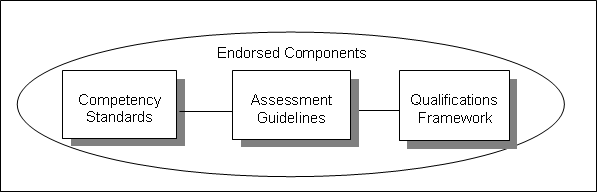 Endorsed Components
Competency
Standards
Assessment
Guidelines
Qualifications
Framework